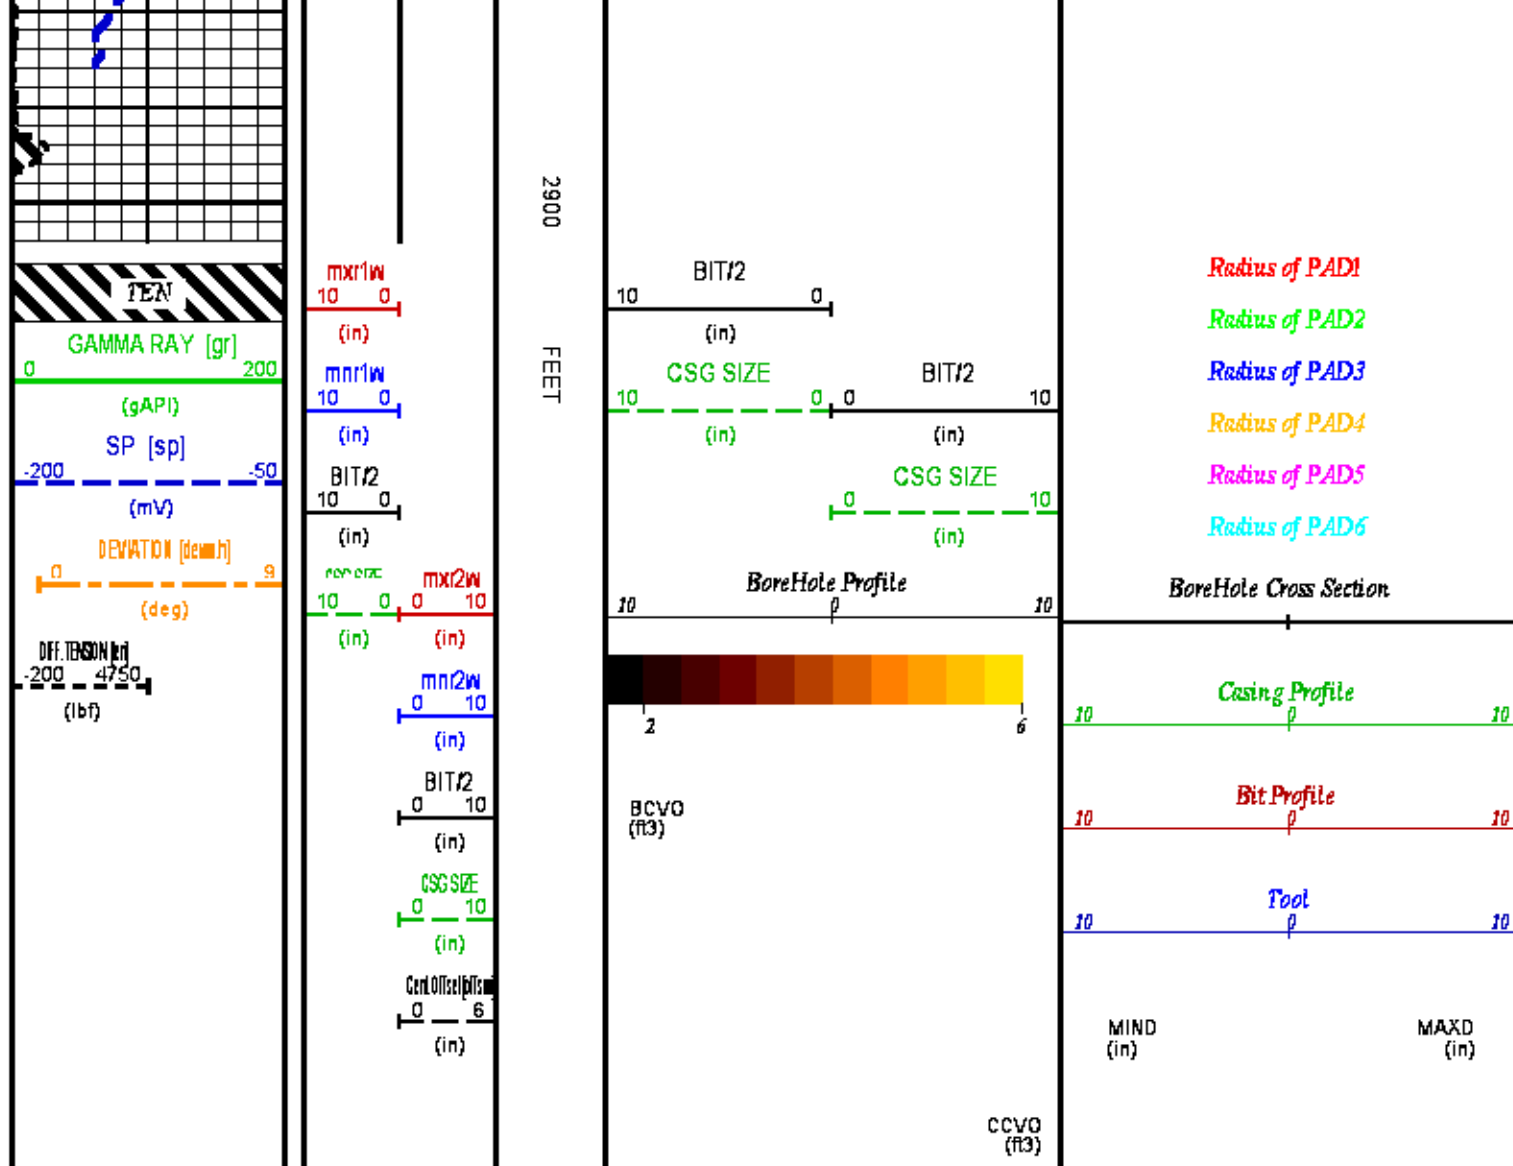 2900
FEET
TEN
GAMMA RAY [gr]
0 200
(gAPI)
SP [sp]
-200 -50
(mV)
DEVIATION
0 9
(deg)
DFF.TENSION
-200 4750
(lbf)
mxr1w
10 0
(in)
mnr1w
10 0
(in)
BIT/2
10 0
(in)
SIZE
10 0
(in)
mxr2w
0 10
(in)
mnr2w
0 10
(in)
BIT/2
0 10
(in)
CSG SIZE
0 10
(in)
Cent.Offset
0 6
(in)
BIT/2
10 0
(in)
CSG SIZE
10 0
(in)
BIT/2
0 10
(in)
CSG SIZE
0 10
(in)
BoreHole Profile
10 0 10
2 6
BCVO
(ft3)
CCVO
(ft3)
Radius of PAD1
Radius of PAD2
Radius of PAD3
Radius of PAD4
Radius of PAD5
Radius of PAD6
BoreHole Cross Section
Casing Profile
10 0 10
Bit Profile
10 0 10
Tool
10 0 10
MIND
(in)
MAXD
(in)